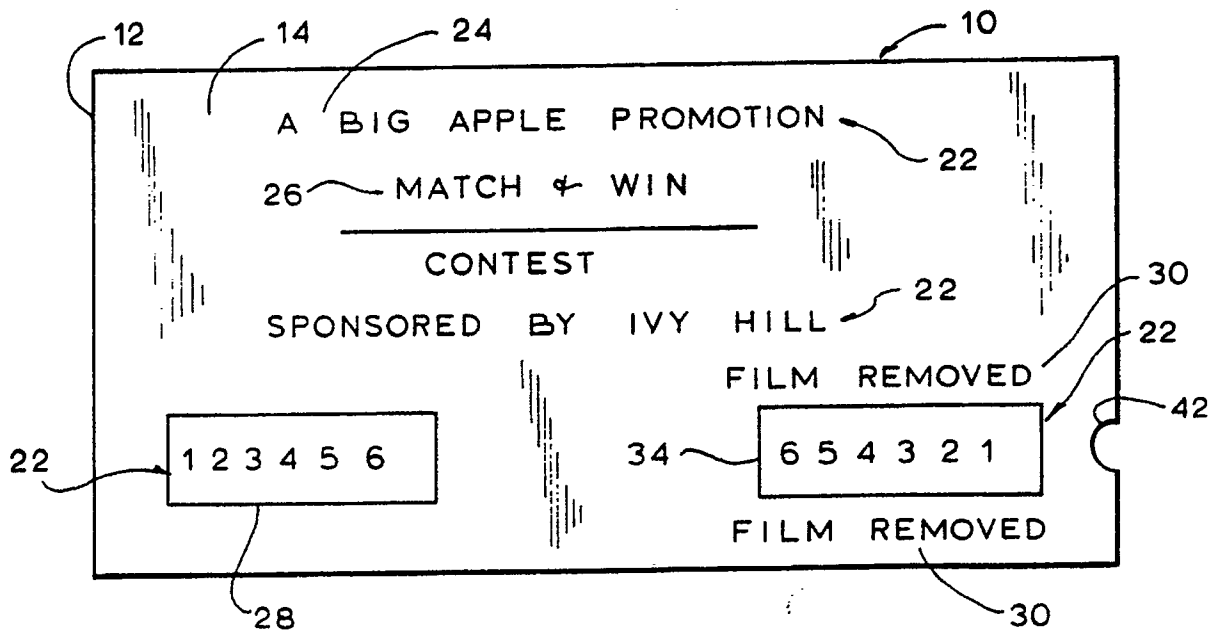 12 14 24 10
A BIG APPLE PROMOTION 22
26 MATCH & WIN
CONTEST
22 30
SPONSORED BY IVY HILL
22
FILM REMOVED
42
22 1 2 3 4 5 6 34 6 5 4 3 2 1
FILM REMOVED
28 30